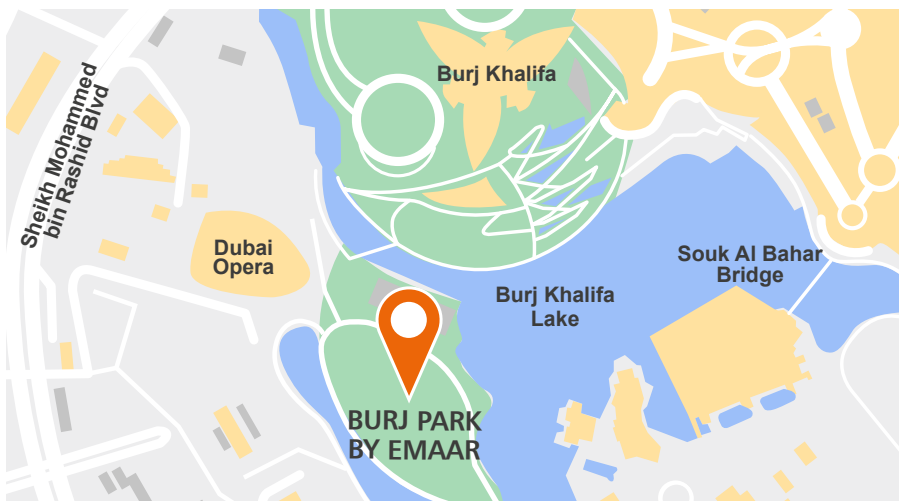 Burj Khalifa
Sheikh Mohammed
bin Rashid Blvd
Dubai
Opera
Souk Al Bahar
Bridge
Burj Khalifa
Lake
BURJ PARK
BY EMAAR